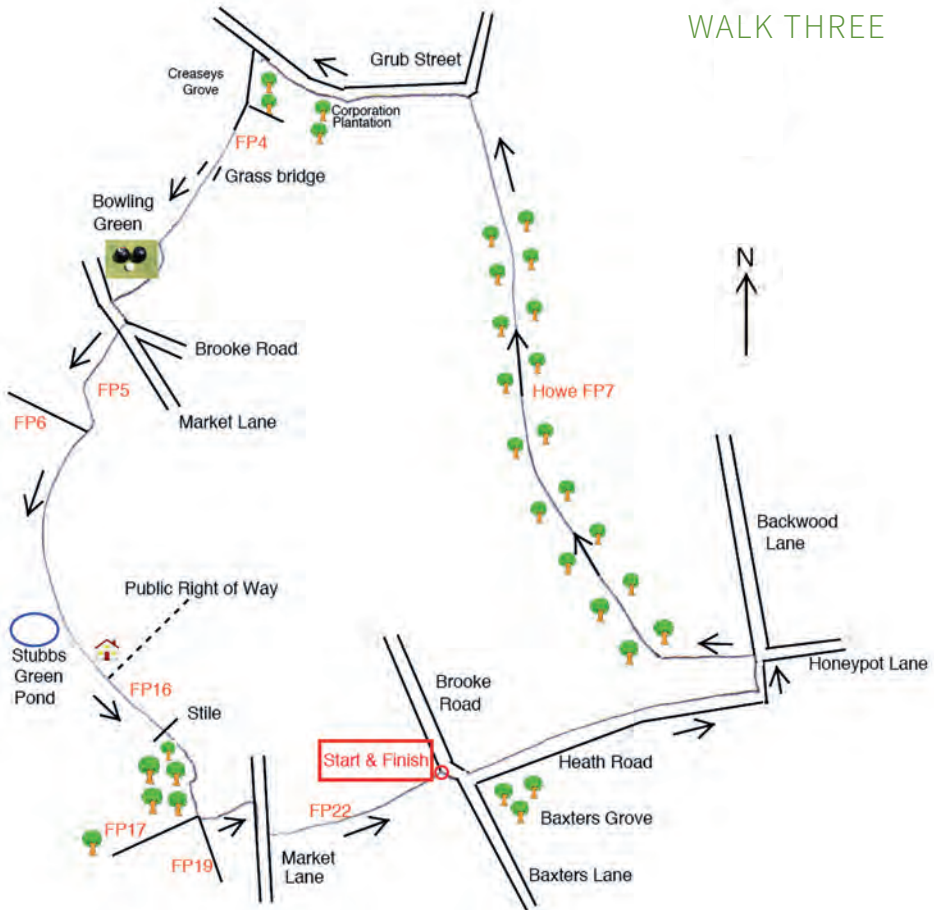 WALK THREE
Grub Street
Creaseys
Grove
Corporation
Plantation
FP4
Grass bridge
Bowling
Green
N
Brooke Road
FP5
Howe FP7
FP6
Market Lane
Backwood
Lane
Public Right of Way
Stubbs
Green
Pond
Honeypot Lane
FP16
Brooke
Road
Stile
Start & Finish
Heath Road
FP22
Baxters Grove
FP17
FP19
Market
Lane
Baxters Lane